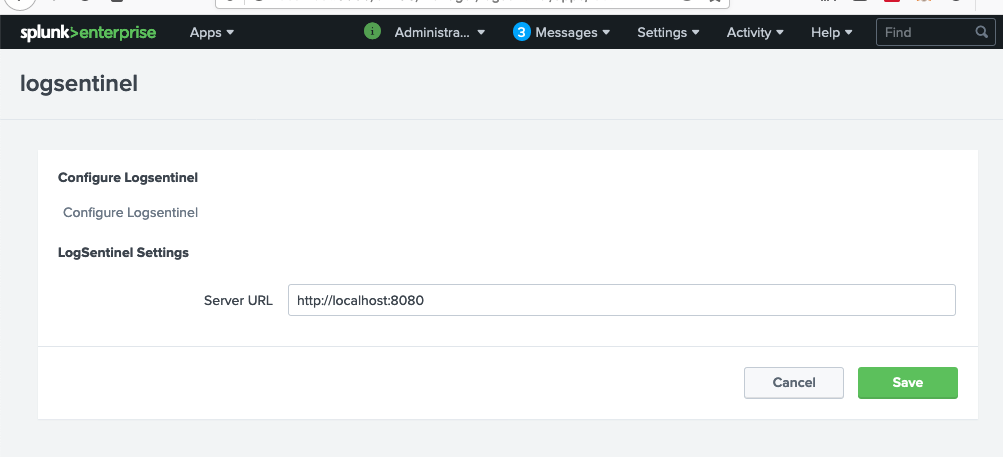 splunk>enterprise Apps i Administra... 3 Messages Settings Activity Help Find
logsentinel
Configure Logsentinel
Configure Logsentinel
LogSentinel Settings
Server URL http://localhost:8080
Cancel Save